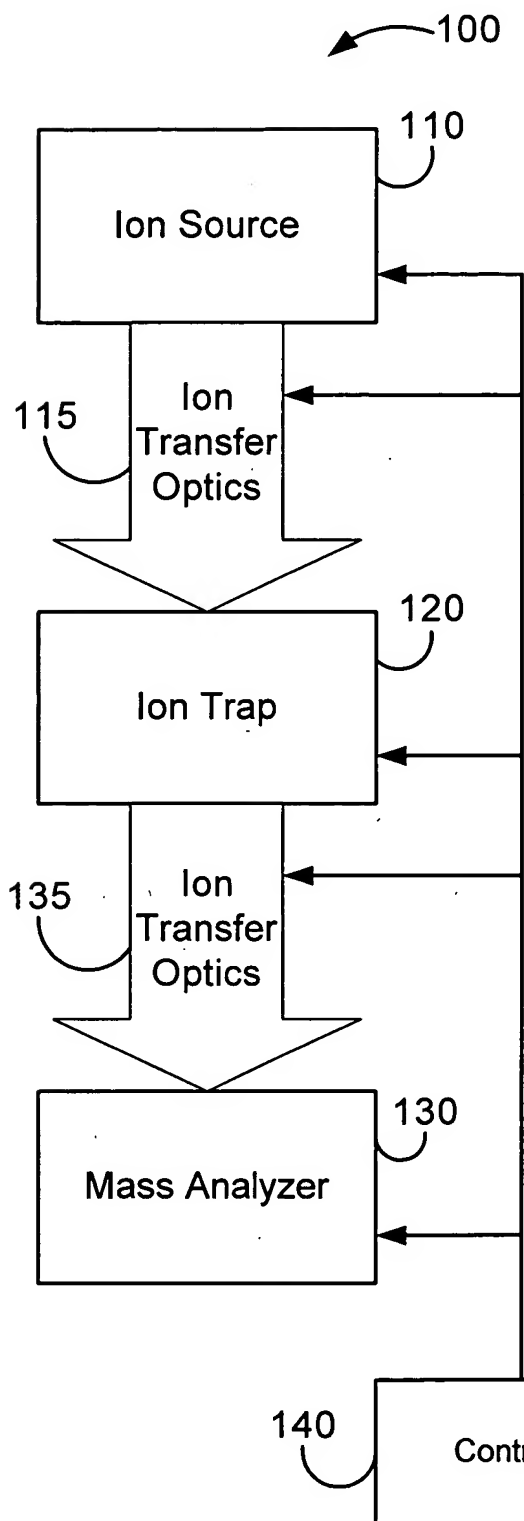 100
110
Ion Source
115
Ion
Transfer
Optics
120
Ion Trap
135
Ion
Transfer
Optics
130
Mass Analyzer
140